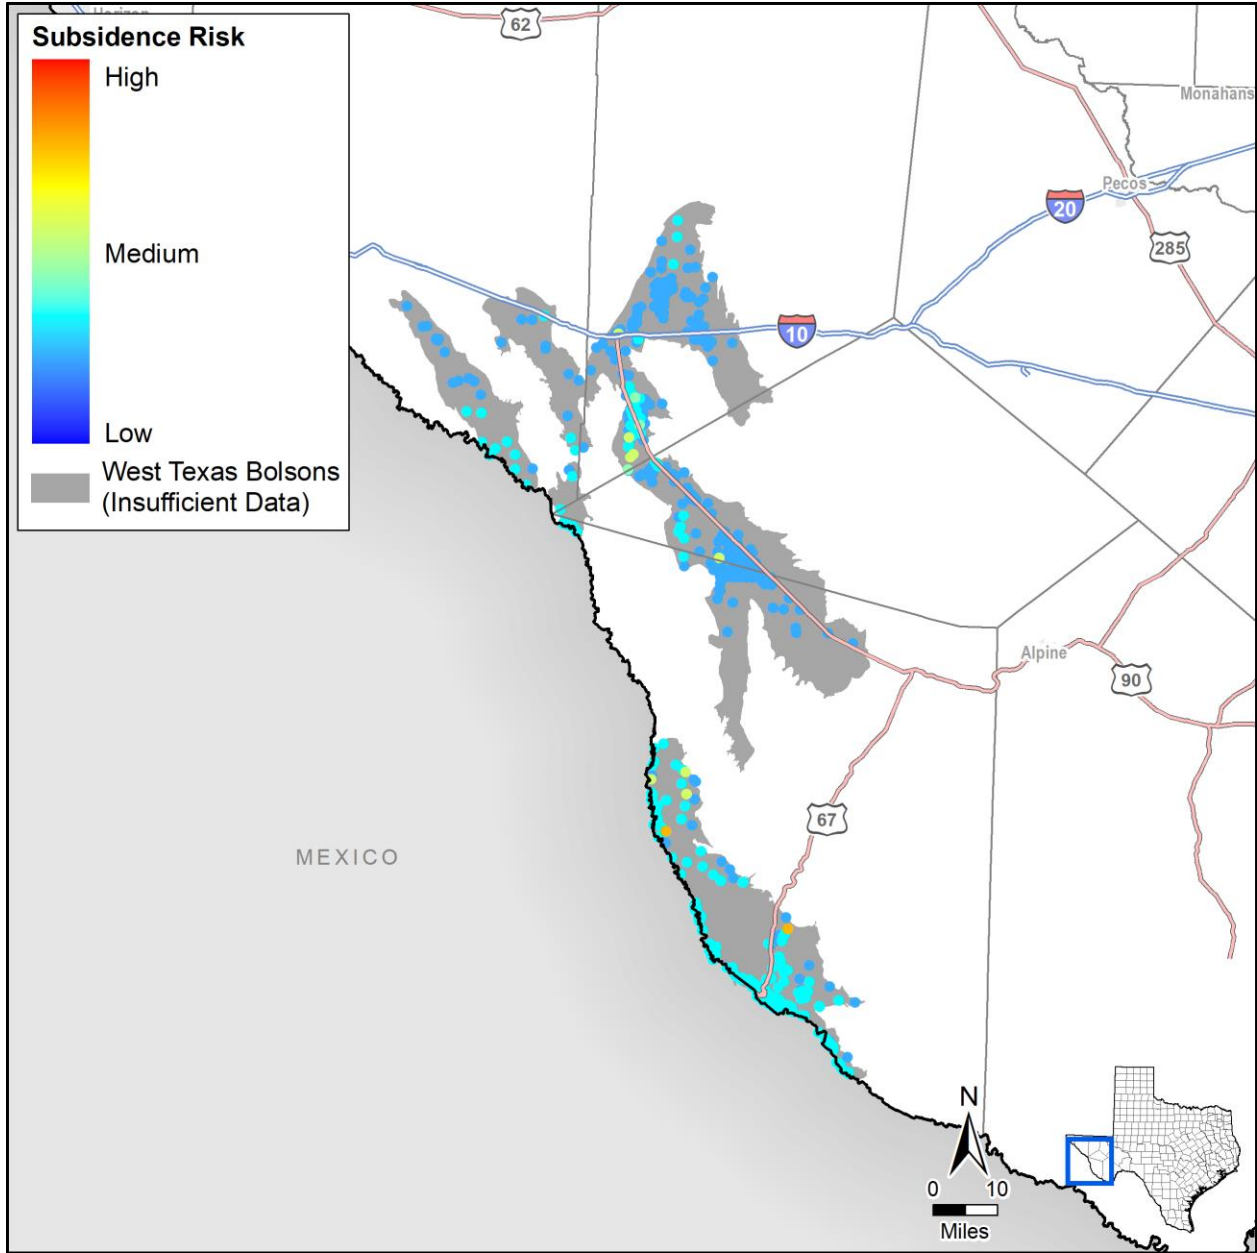 Horizon
Subsidence Risk
High
Medium
Low
West Texas Bolsons
(Insufficient Data)
62
Monahans
Pecos
20
285
10
Alpine
90
67
MEXICO
N
0 10
Miles